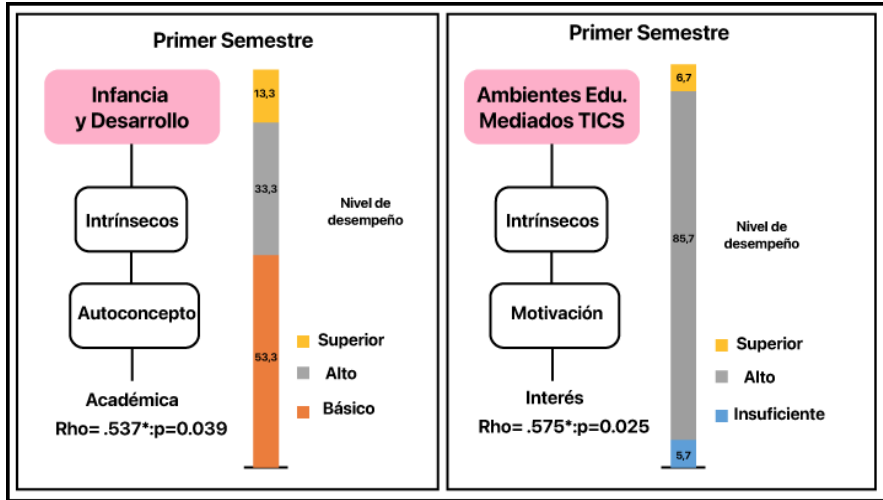 Primer Semestre
Infancia
y Desarrollo
Intrínsecos
Autoconcepto
Académica
Rho= .537*:p=0.039
13,3
33,3
53,3
Nivel de
desempeño
Superior
Alto
Básico
Primer Semestre
Ambientes Edu.
Mediados TICS
Intrínsecos
Motivación
Interés
Rho= .575*:p=0.025
6,7
85,7
5,7
Nivel de
desempeño
Superior
Alto
Insuficiente